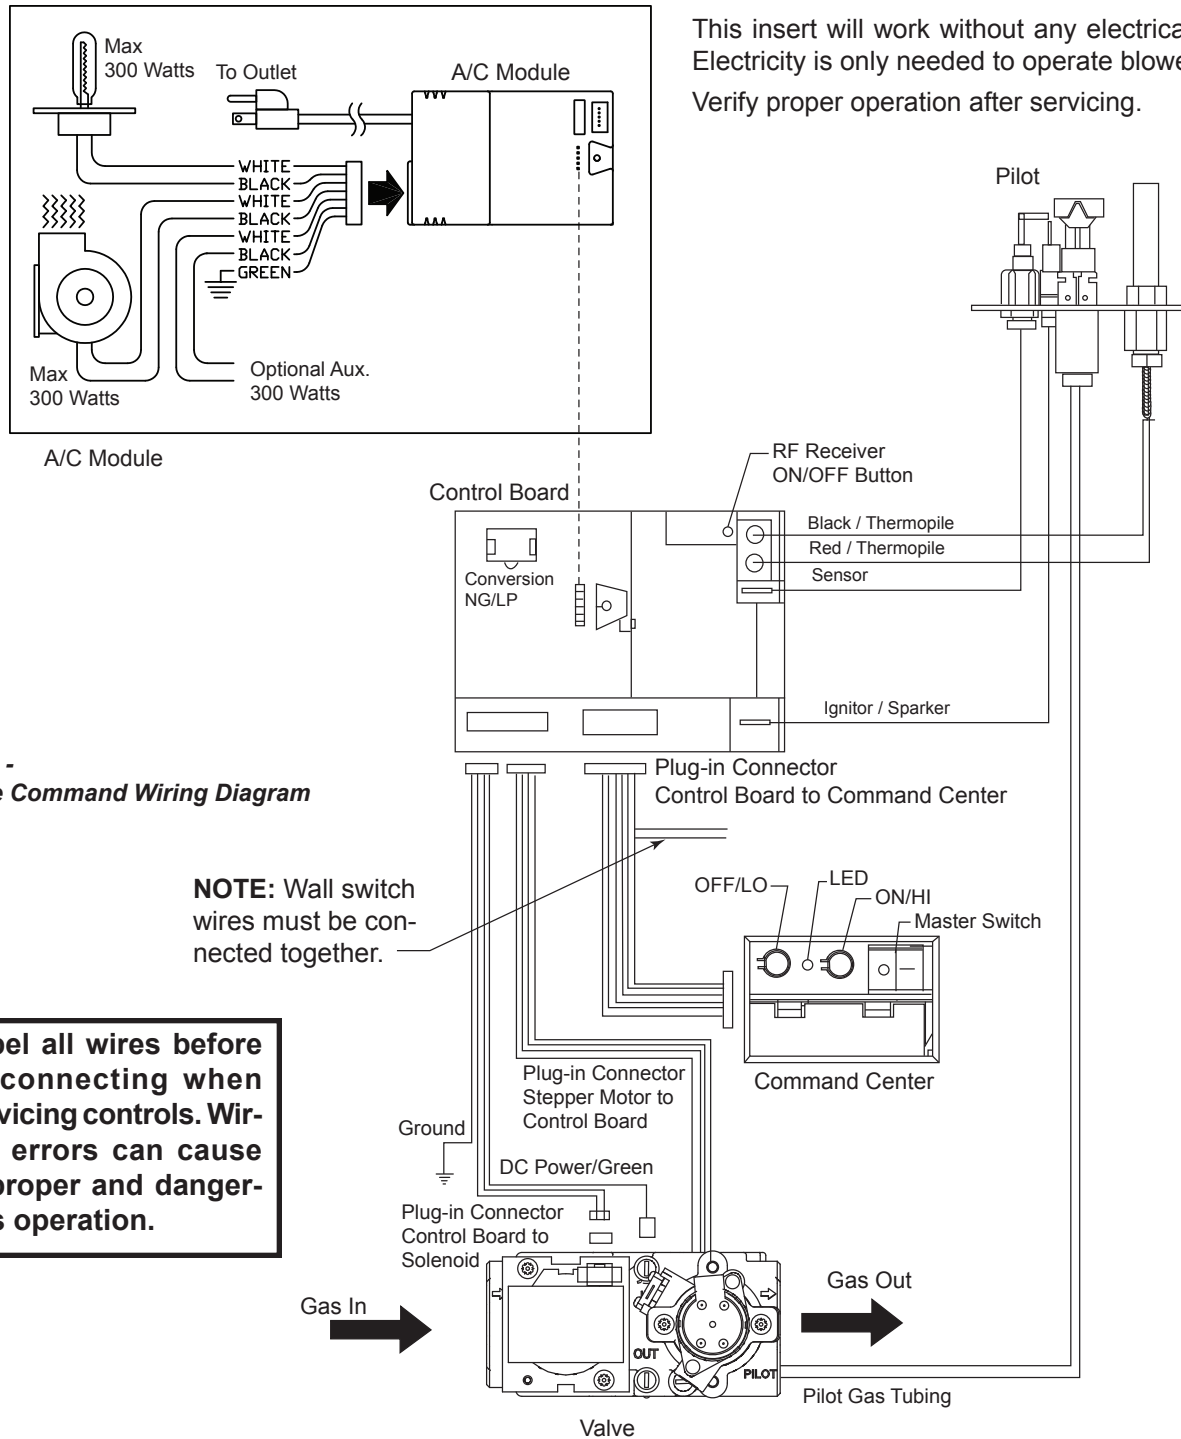 This insert will work without any electrica
Electricity is only needed to operate blowe
Verify proper operation after servicing.
Max
300 Watts
To Outlet
A/C Module
WHITE
BLACK
WHITE
BLACK
WHITE
BLACK
GREEN
Max
300 Watts
Optional Aux.
300 Watts
A/C Module
Pilot
RF Receiver
ON/OFF Button
Control Board
Black / Thermopile
Red / Thermopile
Sensor
Conversion
NG/LP
Ignitor / Sparker
-
e Command Wiring Diagram
Plug-in Connector
Control Board to Command Center
NOTE: Wall switch
wires must be con-
nected together.
OFF/LO
LED
ON/HI
Master Switch
Command Center
bel all wires before
connecting when
vicing controls. Wir-
errors can cause
proper and danger-
s operation.
Plug-in Connector
Stepper Motor to
Control Board
Ground
DC Power/Green
Plug-in Connector
Control Board to
Solenoid
Gas In
Gas Out
OUT
PILOT
Pilot Gas Tubing
Valve